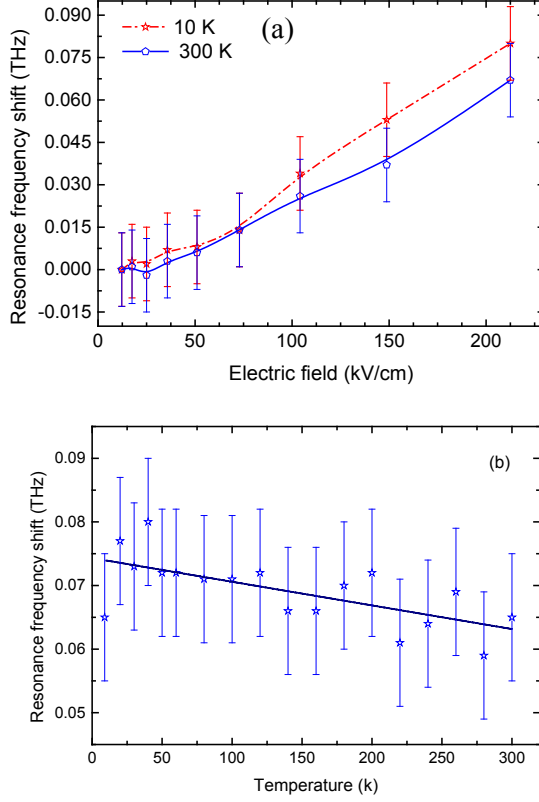 (a)
10 K
300 K
0.090
0.075
0.060
0.045
0.030
0.015
0.000
-0.015
Resonance frequency shift (THz)
0 50 100 150 200
Electric field (kV/cm)
(b)
0.09
0.08
0.07
0.06
0.05
Resonance frequency shift (THz)
0 50 100 150 200 250 300
Temperature (k)